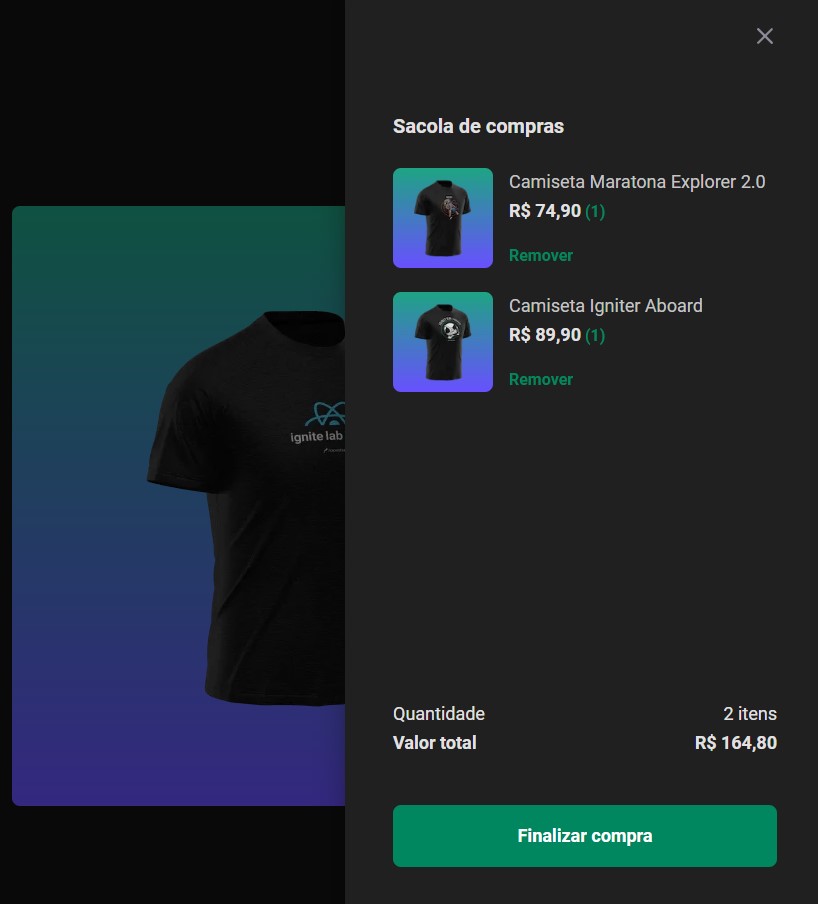 Sacola de compras
Camiseta Maratona Explorer 2.0
R$ 74,90 (1)
Remover
Camiseta Igniter Aboard
R$ 89,90 (1)
Remover
ignite lab
Quantidade 2 itens
Valor total R$ 164,80
Finalizar compra